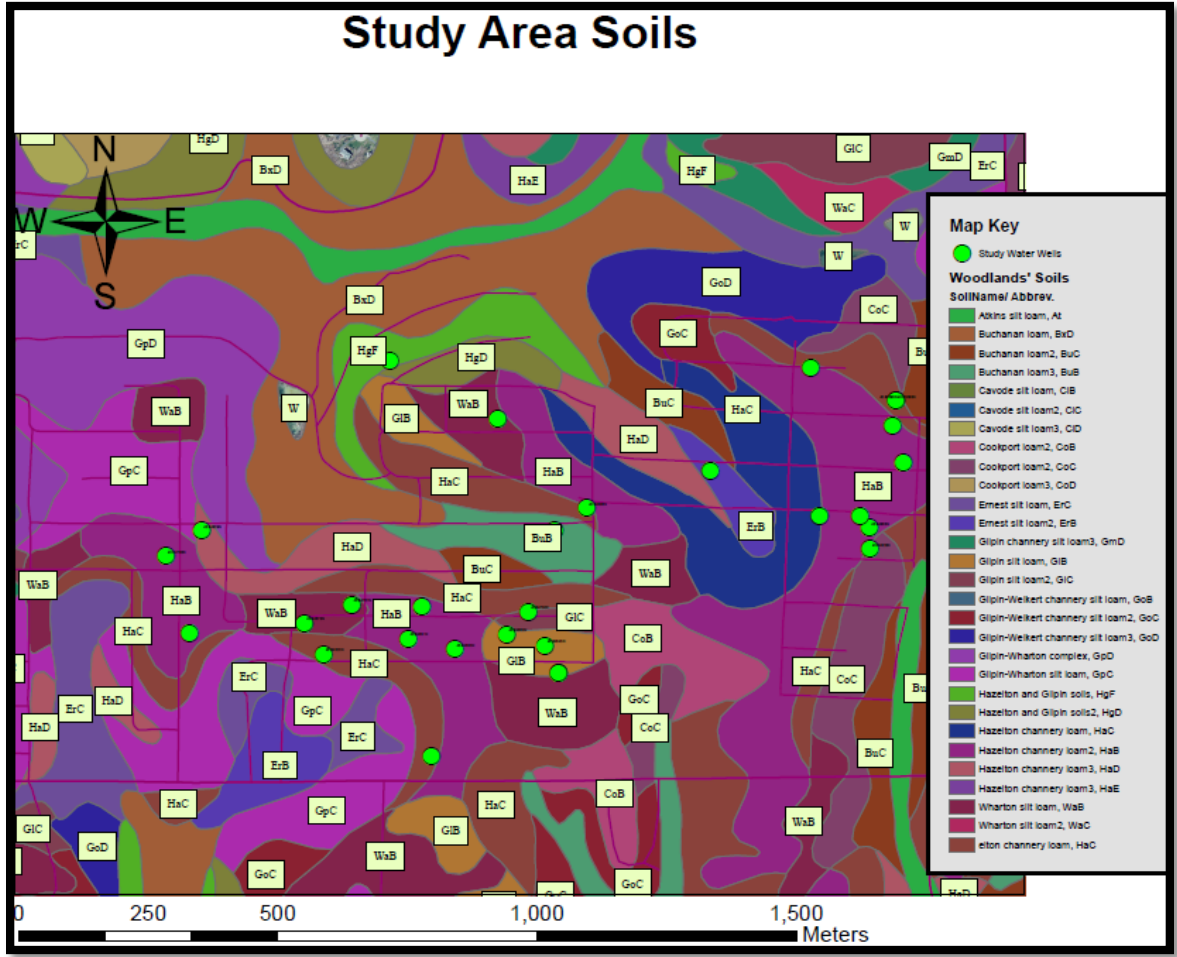 Study Area Soils
HgD
GlC
N
BxD
GmD
ErC
HgF
HaE
WaC
W
E
W
rC
W
S
GoD
BxD
CoC
GoC
GpD
HgF
HgD
Bu
WaB
WaB
BuC
HaC
W
GlB
HaD
GpC
HaB
HaC
HaB
ErB
BuB
HaD
BuC
WaB
WaB
HaB
HaC
WaB
HaB
GlC
HaC
CoB
HaC
GlB
HaC
ErC
CoC
Bu
HaD
GoC
ErC
GpC
WaB
HaD
CoC
ErC
BuC
ErB
CoB
HaC
HaC
GpC
WaB
GlC
GlB
GoD
WaB
GoC
GoC
HaD
Map Key
Study Water Wells
Woodlands' Soils
SoilName/ Abbrev.
Atkins silt loam, At
Buchanan loam, BxD
Buchanan loam2, BuC
Buchanan loam3, BuB
Cavode silt loam, ClB
Cavode silt loam2, ClC
Cavode silt loam3, ClD
Cookport loam2, CoB
Cookport loam2, CoC
Cookport loam3, CoD
Ernest silt loam, ErC
Ernest silt loam2, ErB
Gilpin channery silt loam3, GmD
Gilpin silt loam, GlB
Gilpin silt loam2, GlC
Gilpin-Weikert channery silt loam, GoB
Gilpin-Weikert channery silt loam2, GoC
Gilpin-Weikert channery silt loam3, GoD
Gilpin-Wharton complex, GpD
Gilpin-Wharton silt loam, GpC
Hazelton and Gilpin soils, HgF
Hazelton and Gilpin soils2, HgD
Hazelton channery loam, HaC
Hazelton channery loam2, HaB
Hazelton channery loam3, HaD
Hazelton channery loam3, HaE
Wharton silt loam, WaB
Wharton silt loam2, WaC
elton channery loam, HaC
0 250 500 1,000 1,500
Meters